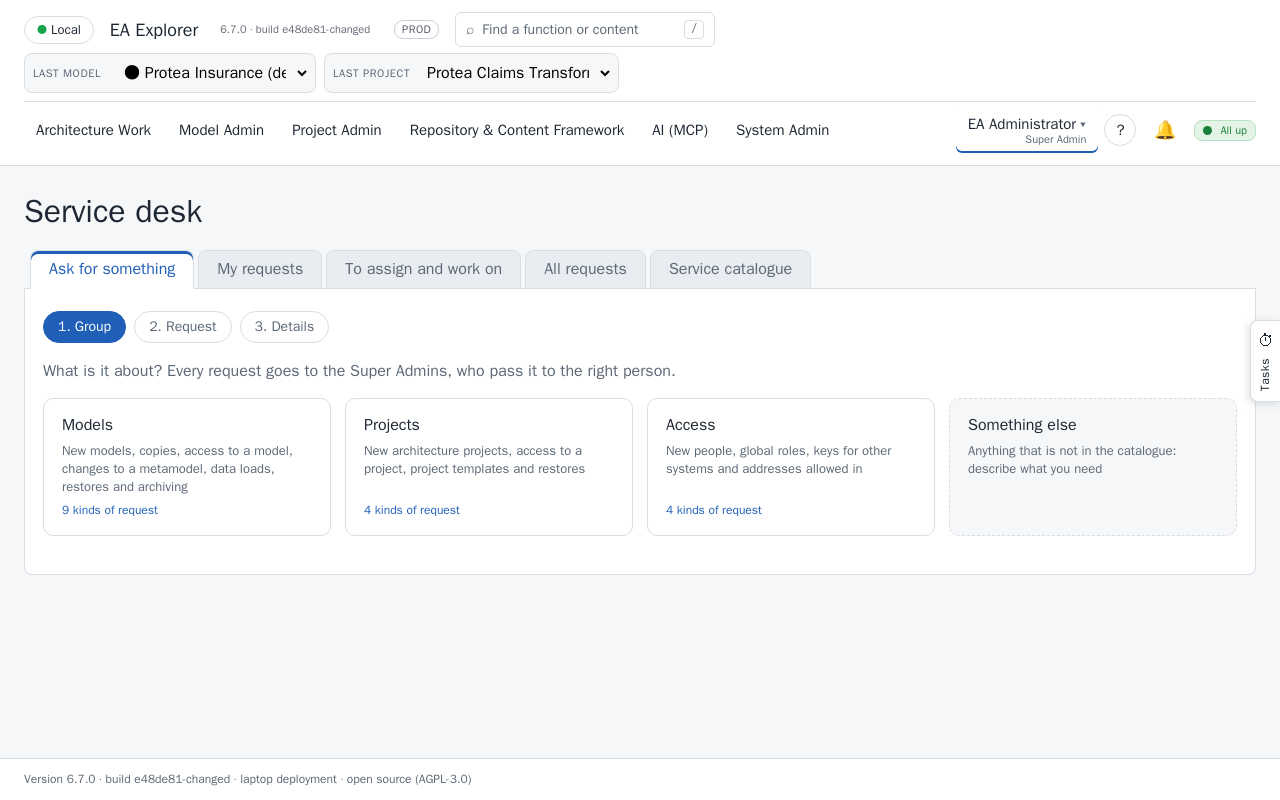 Local
EA Explorer
6.7.0 · build e48de81-changed
PROD
Find a function or content
/
LAST MODEL
Protea Insurance (de
LAST PROJECT
Protea Claims Transfor
Architecture Work
Model Admin
Project Admin
Repository & Content Framework
AI (MCP)
System Admin
EA Administrator ▾
Super Admin
?
All up
Service desk
Ask for something
My requests
To assign and work on
All requests
Service catalogue
1. Group
2. Request
3. Details
What is it about? Every request goes to the Super Admins, who pass it to the right person.
Models
New models, copies, access to a model,
changes to a metamodel, data loads,
restores and archiving
9 kinds of request
Projects
New architecture projects, access to a
project, project templates and restores
4 kinds of request
Access
New people, global roles, keys for other
systems and addresses allowed in
4 kinds of request
Something else
Anything that is not in the catalogue:
describe what you need
Tasks
Version 6.7.0 · build e48de81-changed · laptop deployment · open source (AGPL-3.0)